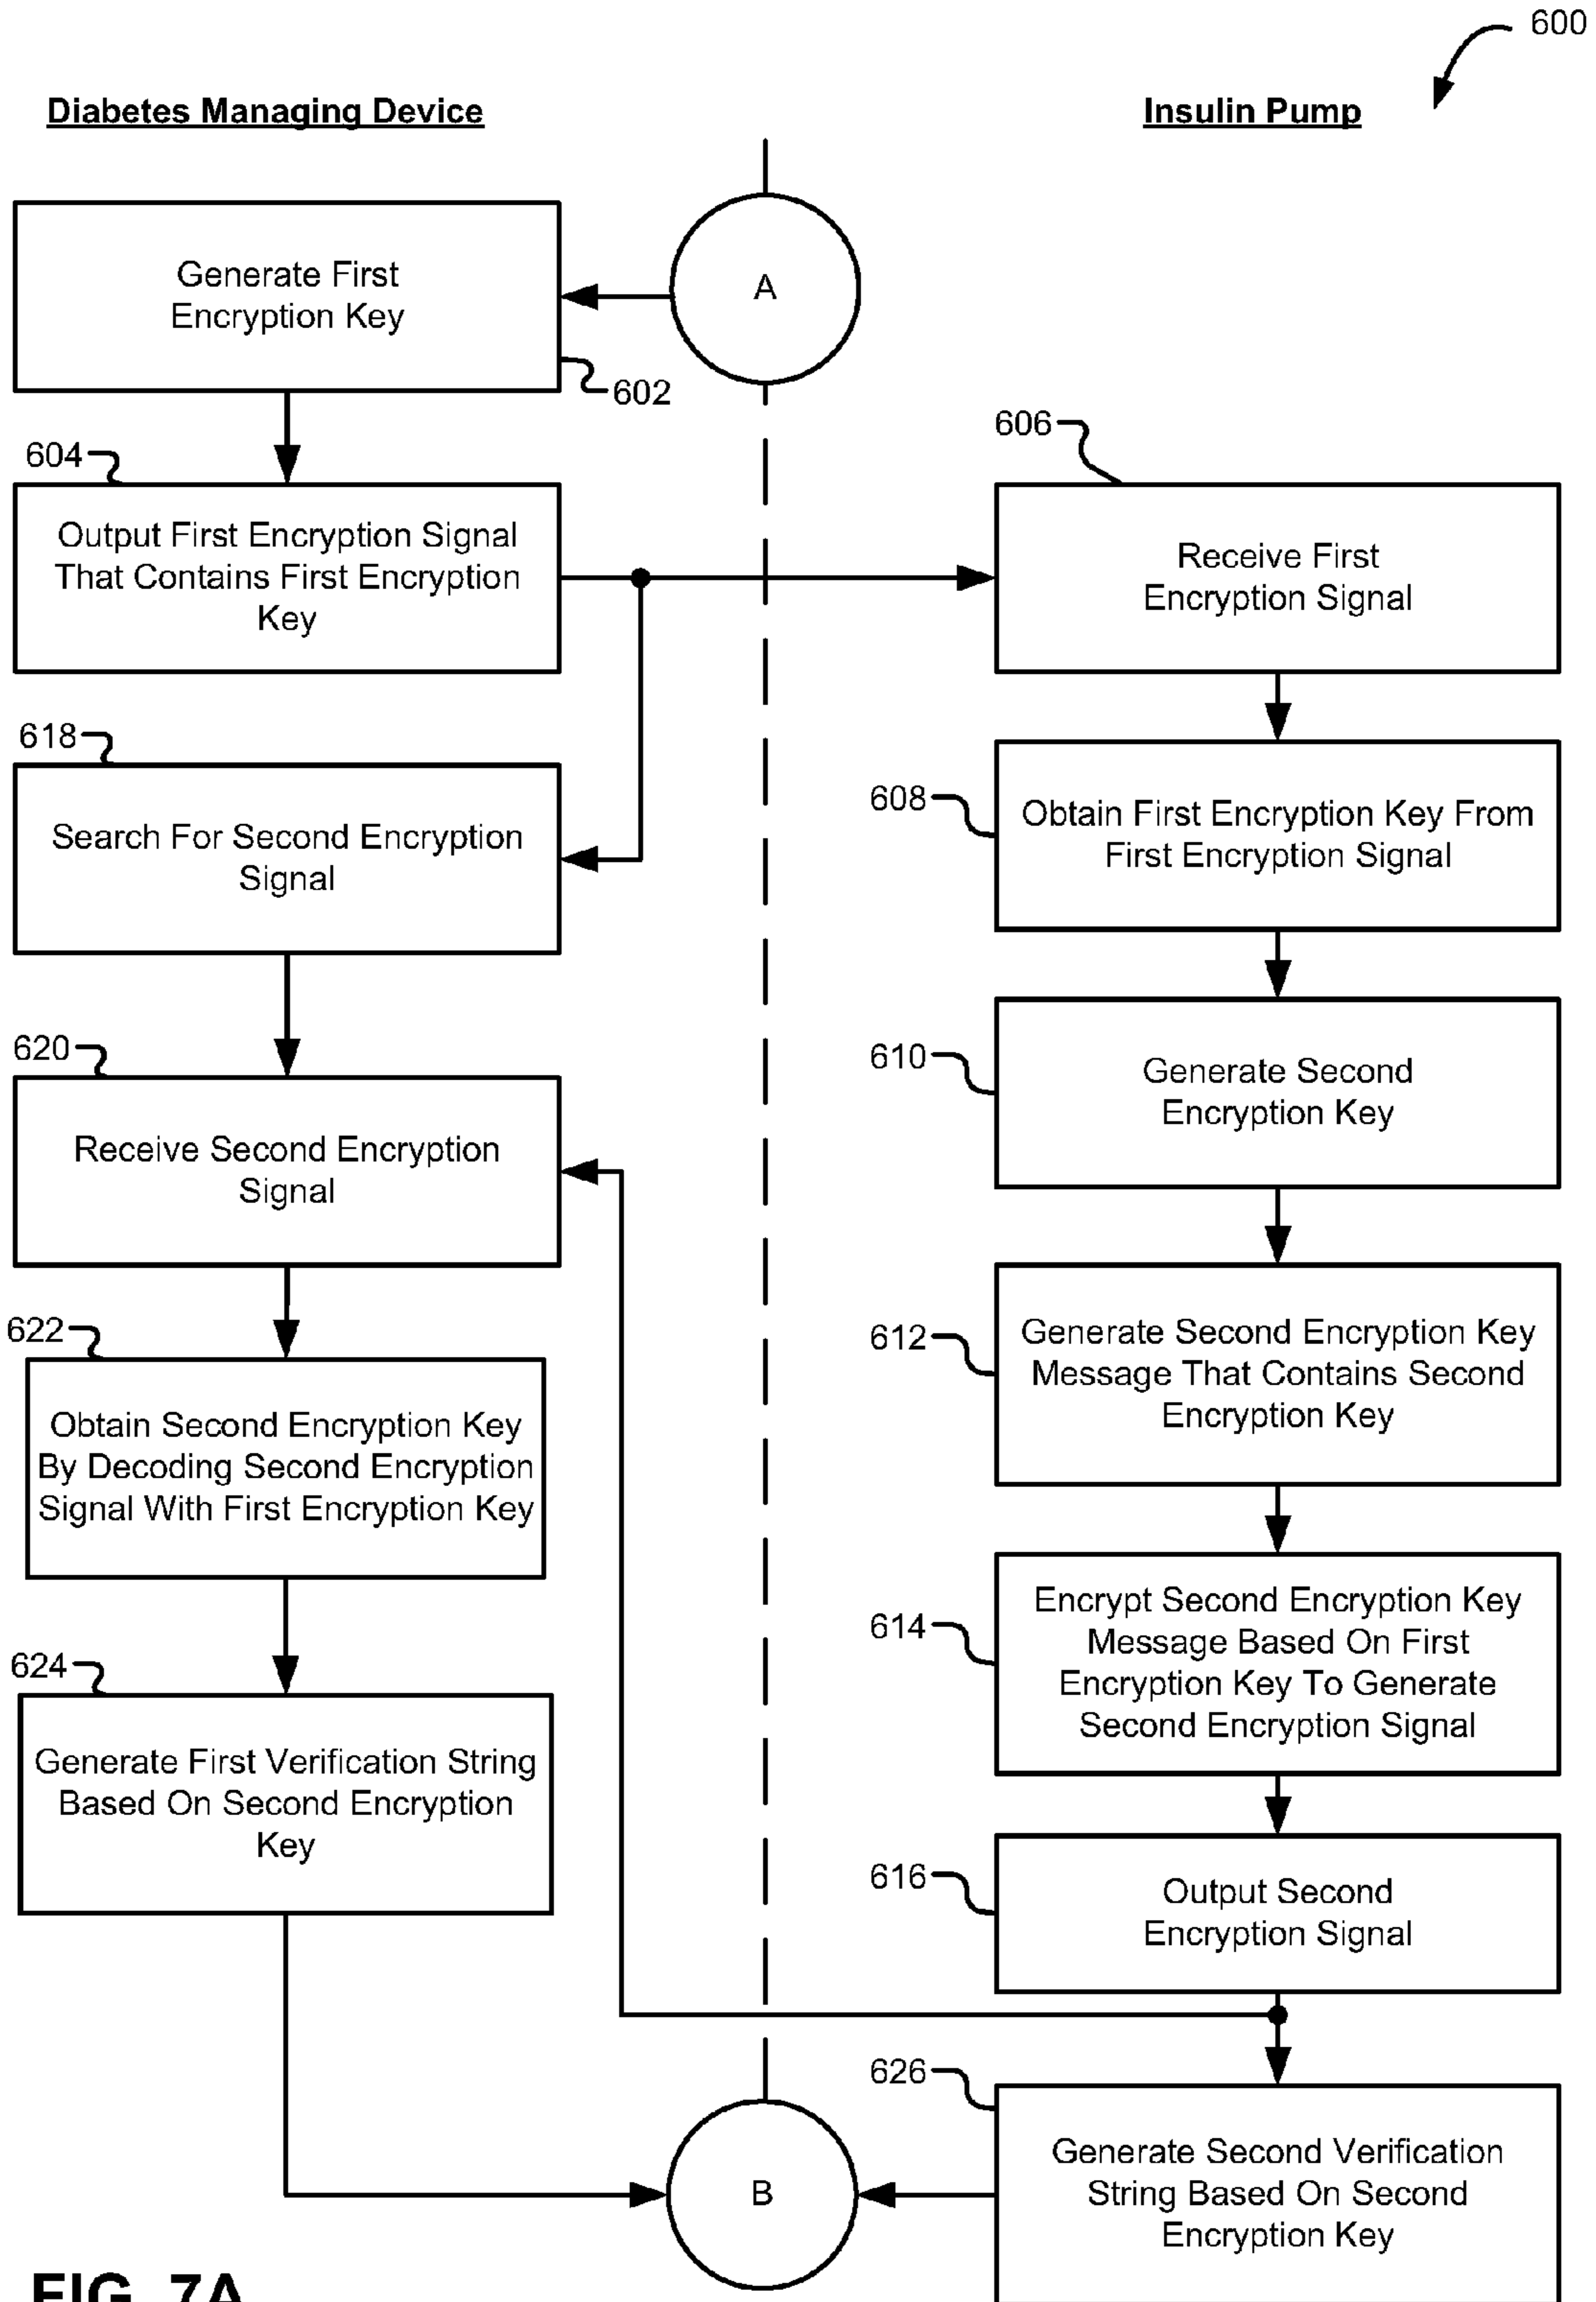 600
Diabetes Managing Device
Insulin Pump
Generate First
Encryption Key
A
602
604
606
Output First Encryption Signal
That Contains First Encryption
Key
Receive First
Encryption Signal
618
Search For Second Encryption
Signal
608
Obtain First Encryption Key From
First Encryption Signal
620
Receive Second Encryption
Signal
610
Generate Second
Encryption Key
622
Obtain Second Encryption Key
By Decoding Second Encryption
Signal With First Encryption Key
612
Generate Second Encryption Key
Message That Contains Second
Encryption Key
624
Generate First Verification String
Based On Second Encryption
Key
614
Encrypt Second Encryption Key
Message Based On First
Encryption Key To Generate
Second Encryption Signal
616
Output Second
Encryption Signal
626
B
Generate Second Verification
String Based On Second
Encryption Key
FIG. 7A